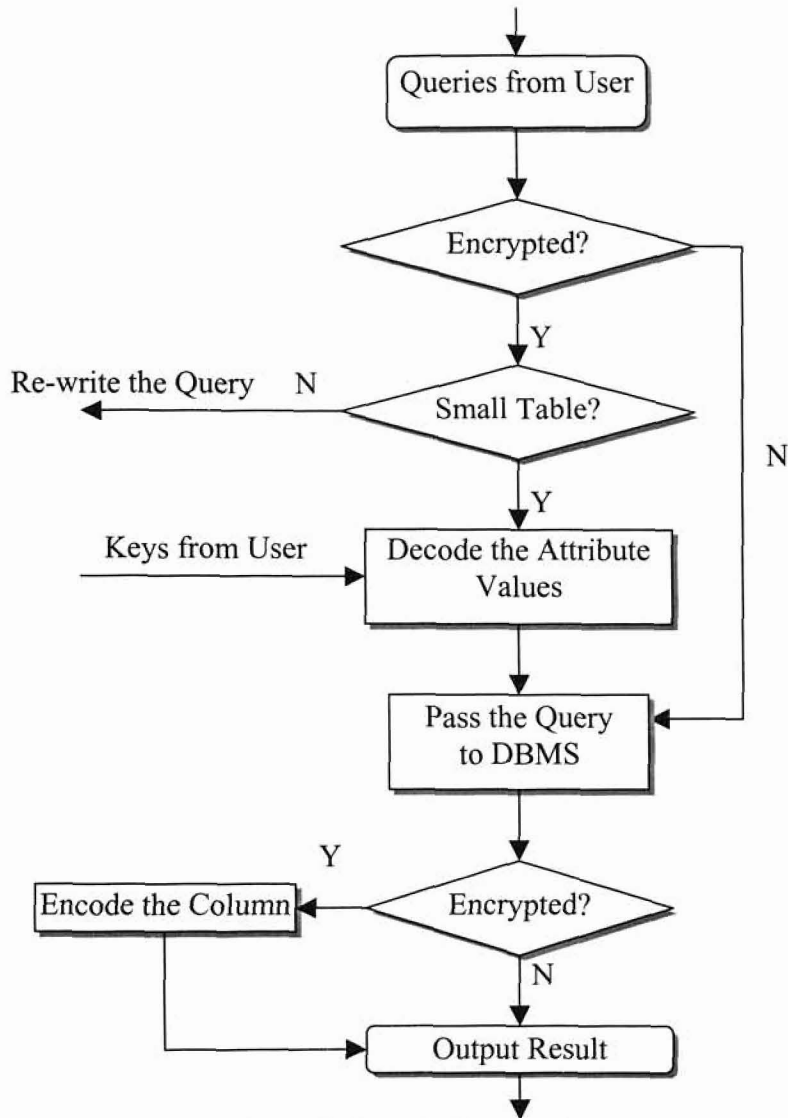 Queries from User
Encrypted?
Y
Re-write the Query
N
Small Table?
N
Y
Keys from User
Decode the Attribute
Values
Pass the Query
to DBMS
Y
Encode the Column
Encrypted?
N
Output Result